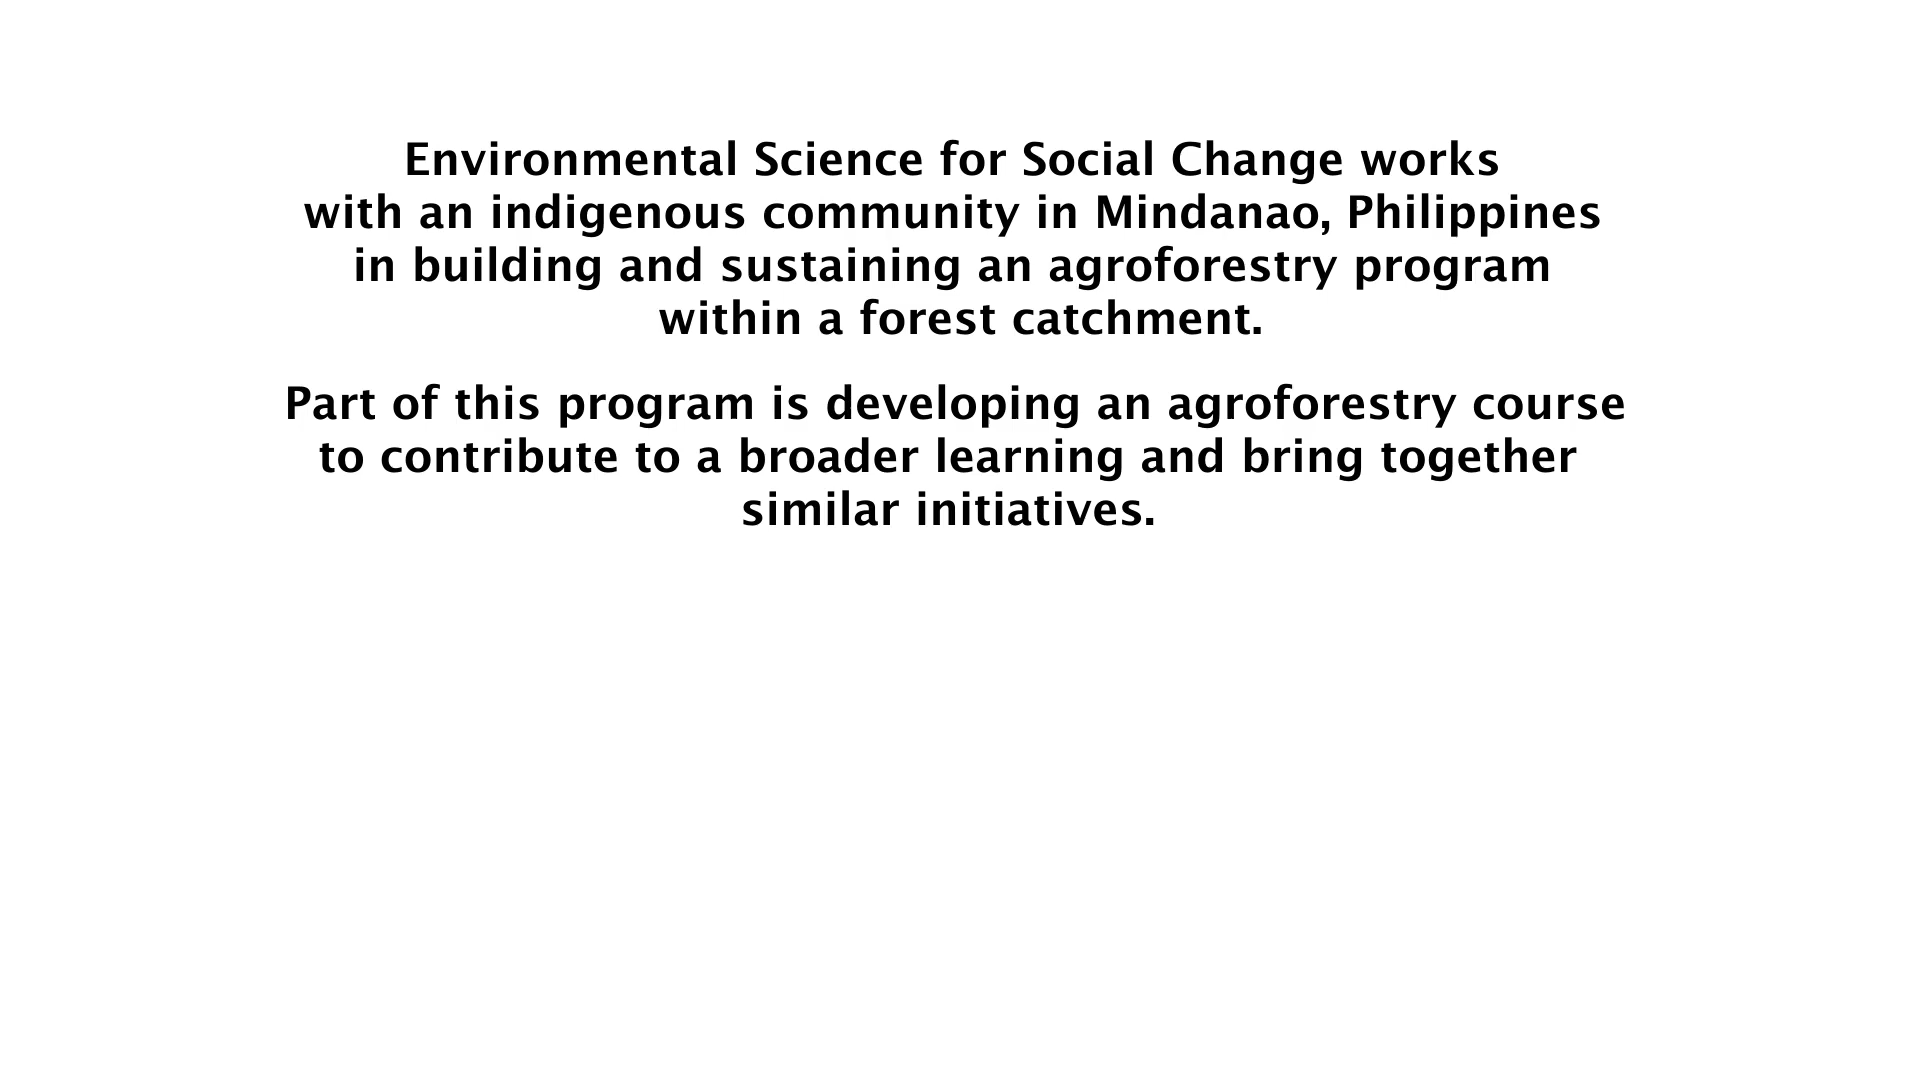 Environmental Science for Social Change works
with an indigenous community in Mindanao, Philippines
in building and sustaining an agroforestry program
within a forest catchment.
Part of this program is developing an agroforestry course
to contribute to a broader learning and bring together
similar initiatives.